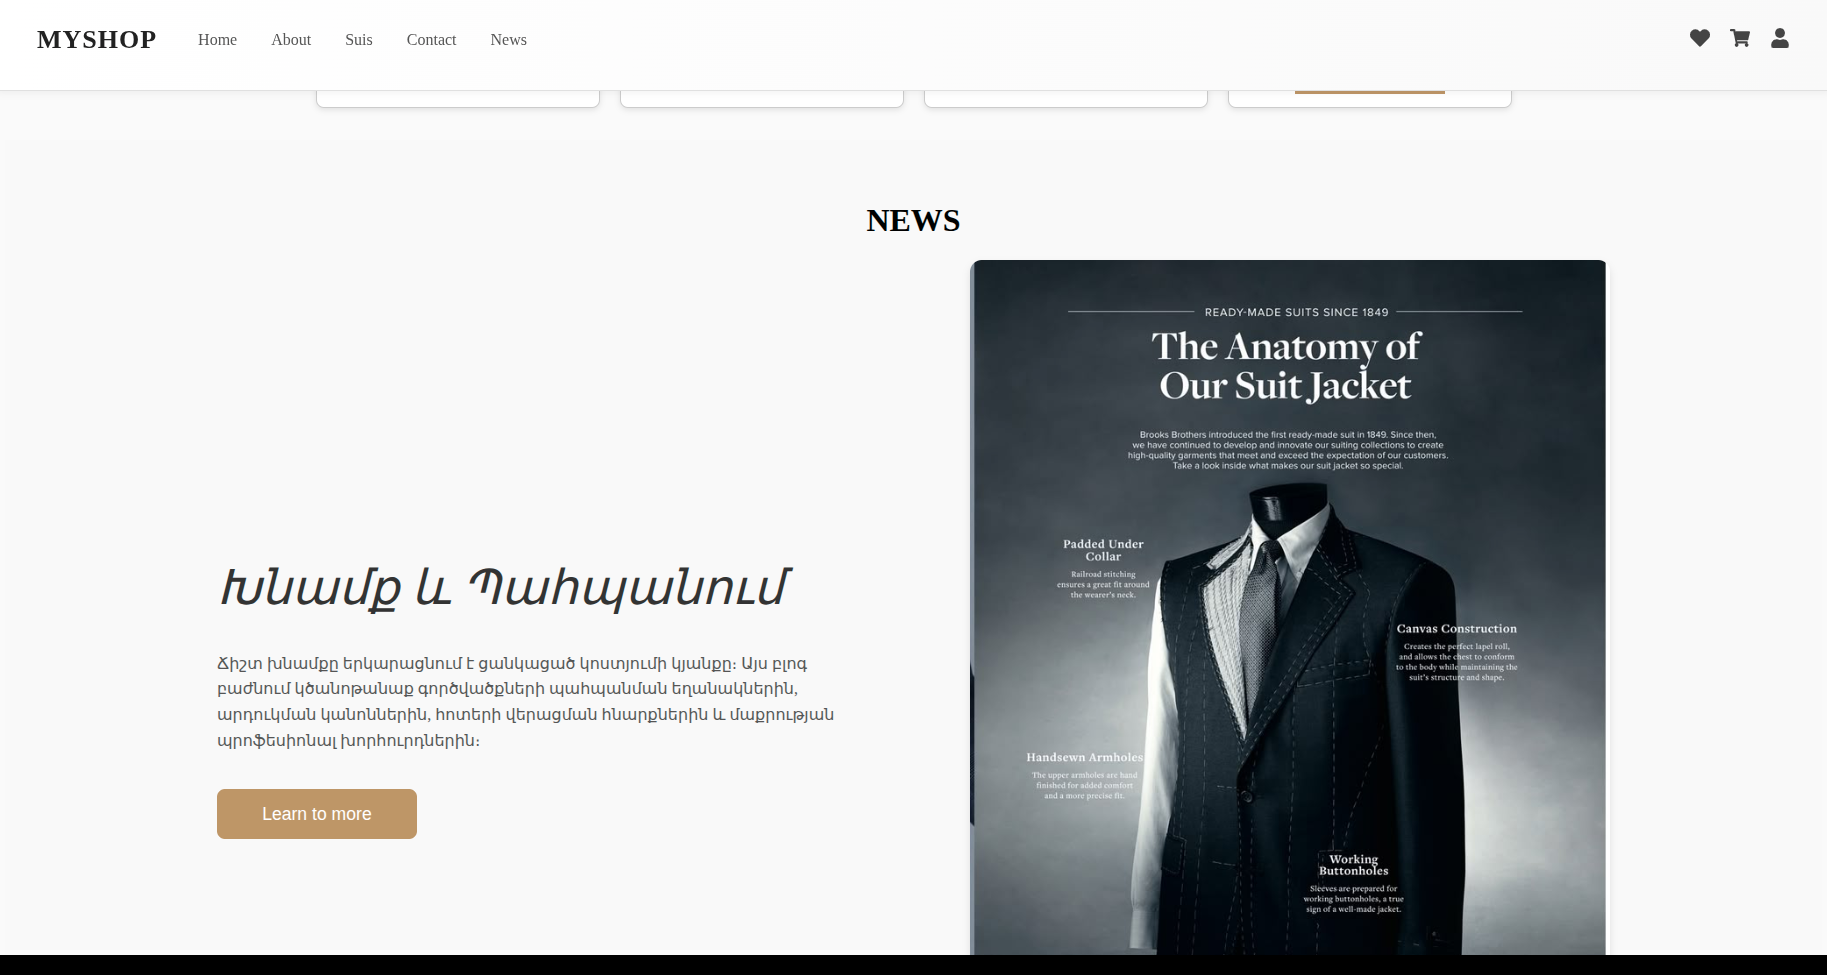 MYSHOP
Home
About
Suis
Contact
News
NEWS
READY-MADE SUITS SINCE 1849
The Anatomy of
Our Suit Jacket
Brooks Brothers introduced the first ready-made suit in 1849. Since then,
we have continued to develop and innovate our suiting collections to create
high-quality garments that meet and exceed the expectation of our customers.
Take a look inside what makes our suit jacket so special.
Padded Under
Collar
Railroad stitching
ensures a great fit around
the wearer's neck.
Canvas Construction
Creates the perfect lapel roll,
and allows the chest to conform
to the body while maintaining the
suit's structure and shape.
Handsewn Armholes
The upper armholes are hand
finished for added comfort
and a more precise fit.
Working
Buttonholes
Sleeves are prepared for
working buttonholes, a true
sign of a well-made jacket.
Խնամք և Պահպանում
Ճիշտ խնամքը երկարացնում է ցանկացած կոստյումի կյանքը։ Այս բլոգ
բաժնում կծանոթանաք գործվածքների պահպանման եղանակներին,
արդուկման կանոններին, հոտերի վերացման հնարքներին և մաքրության
պրոֆեսիոնալ խորհուրդներին։
Learn to more